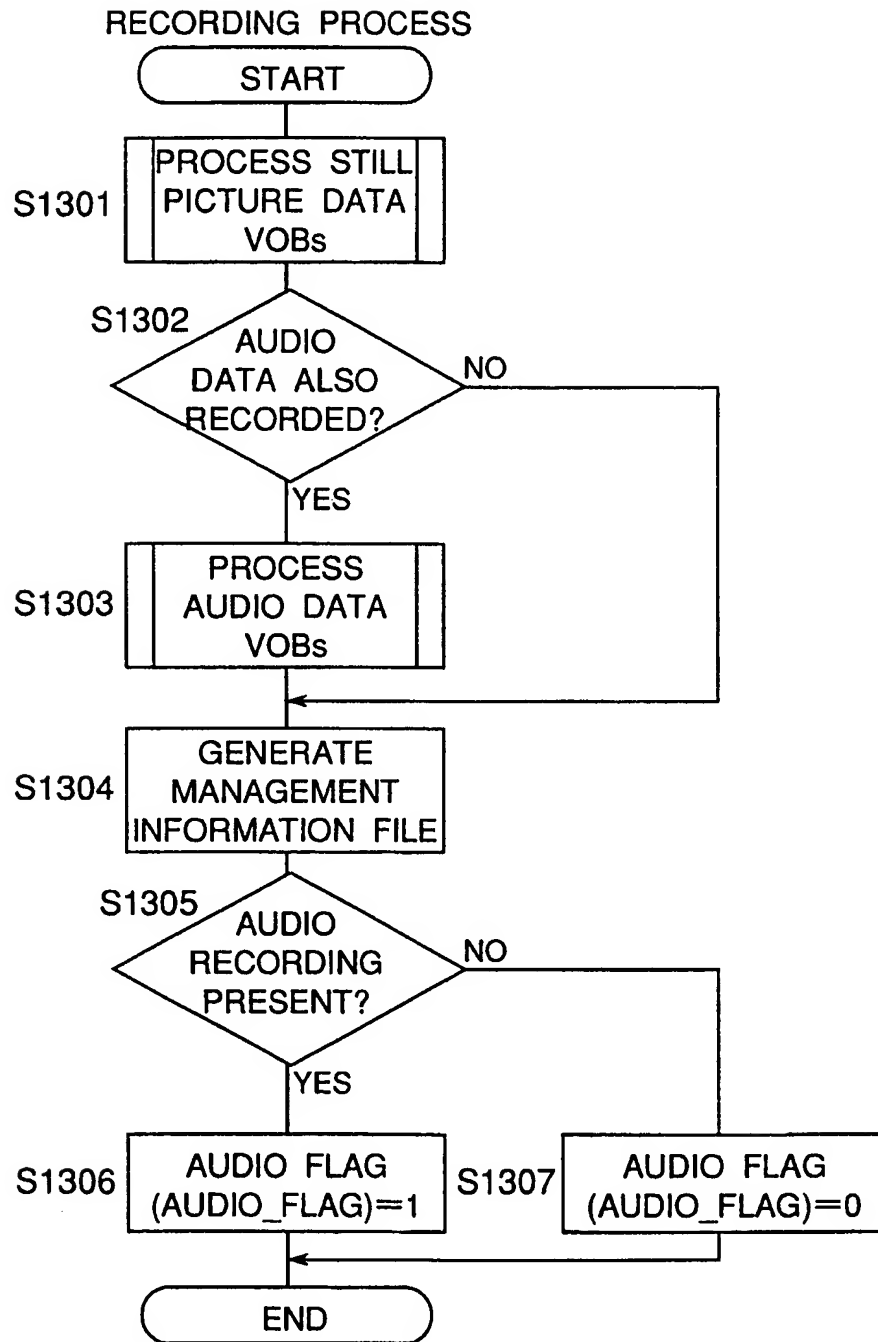 RECORDING PROCESS
START
S1301
PROCESS STILL
PICTURE DATA
VOBs
S1302
AUDIO
DATA ALSO
RECORDED?
NO
YES
S1303
PROCESS
AUDIO DATA
VOBs
S1304
GENERATE
MANAGEMENT
INFORMATION FILE
S1305
AUDIO
RECORDING
PRESENT?
NO
YES
S1306
AUDIO FLAG
(AUDIO_FLAG)=1
S1307
AUDIO FLAG
(AUDIO_FLAG)=0
END